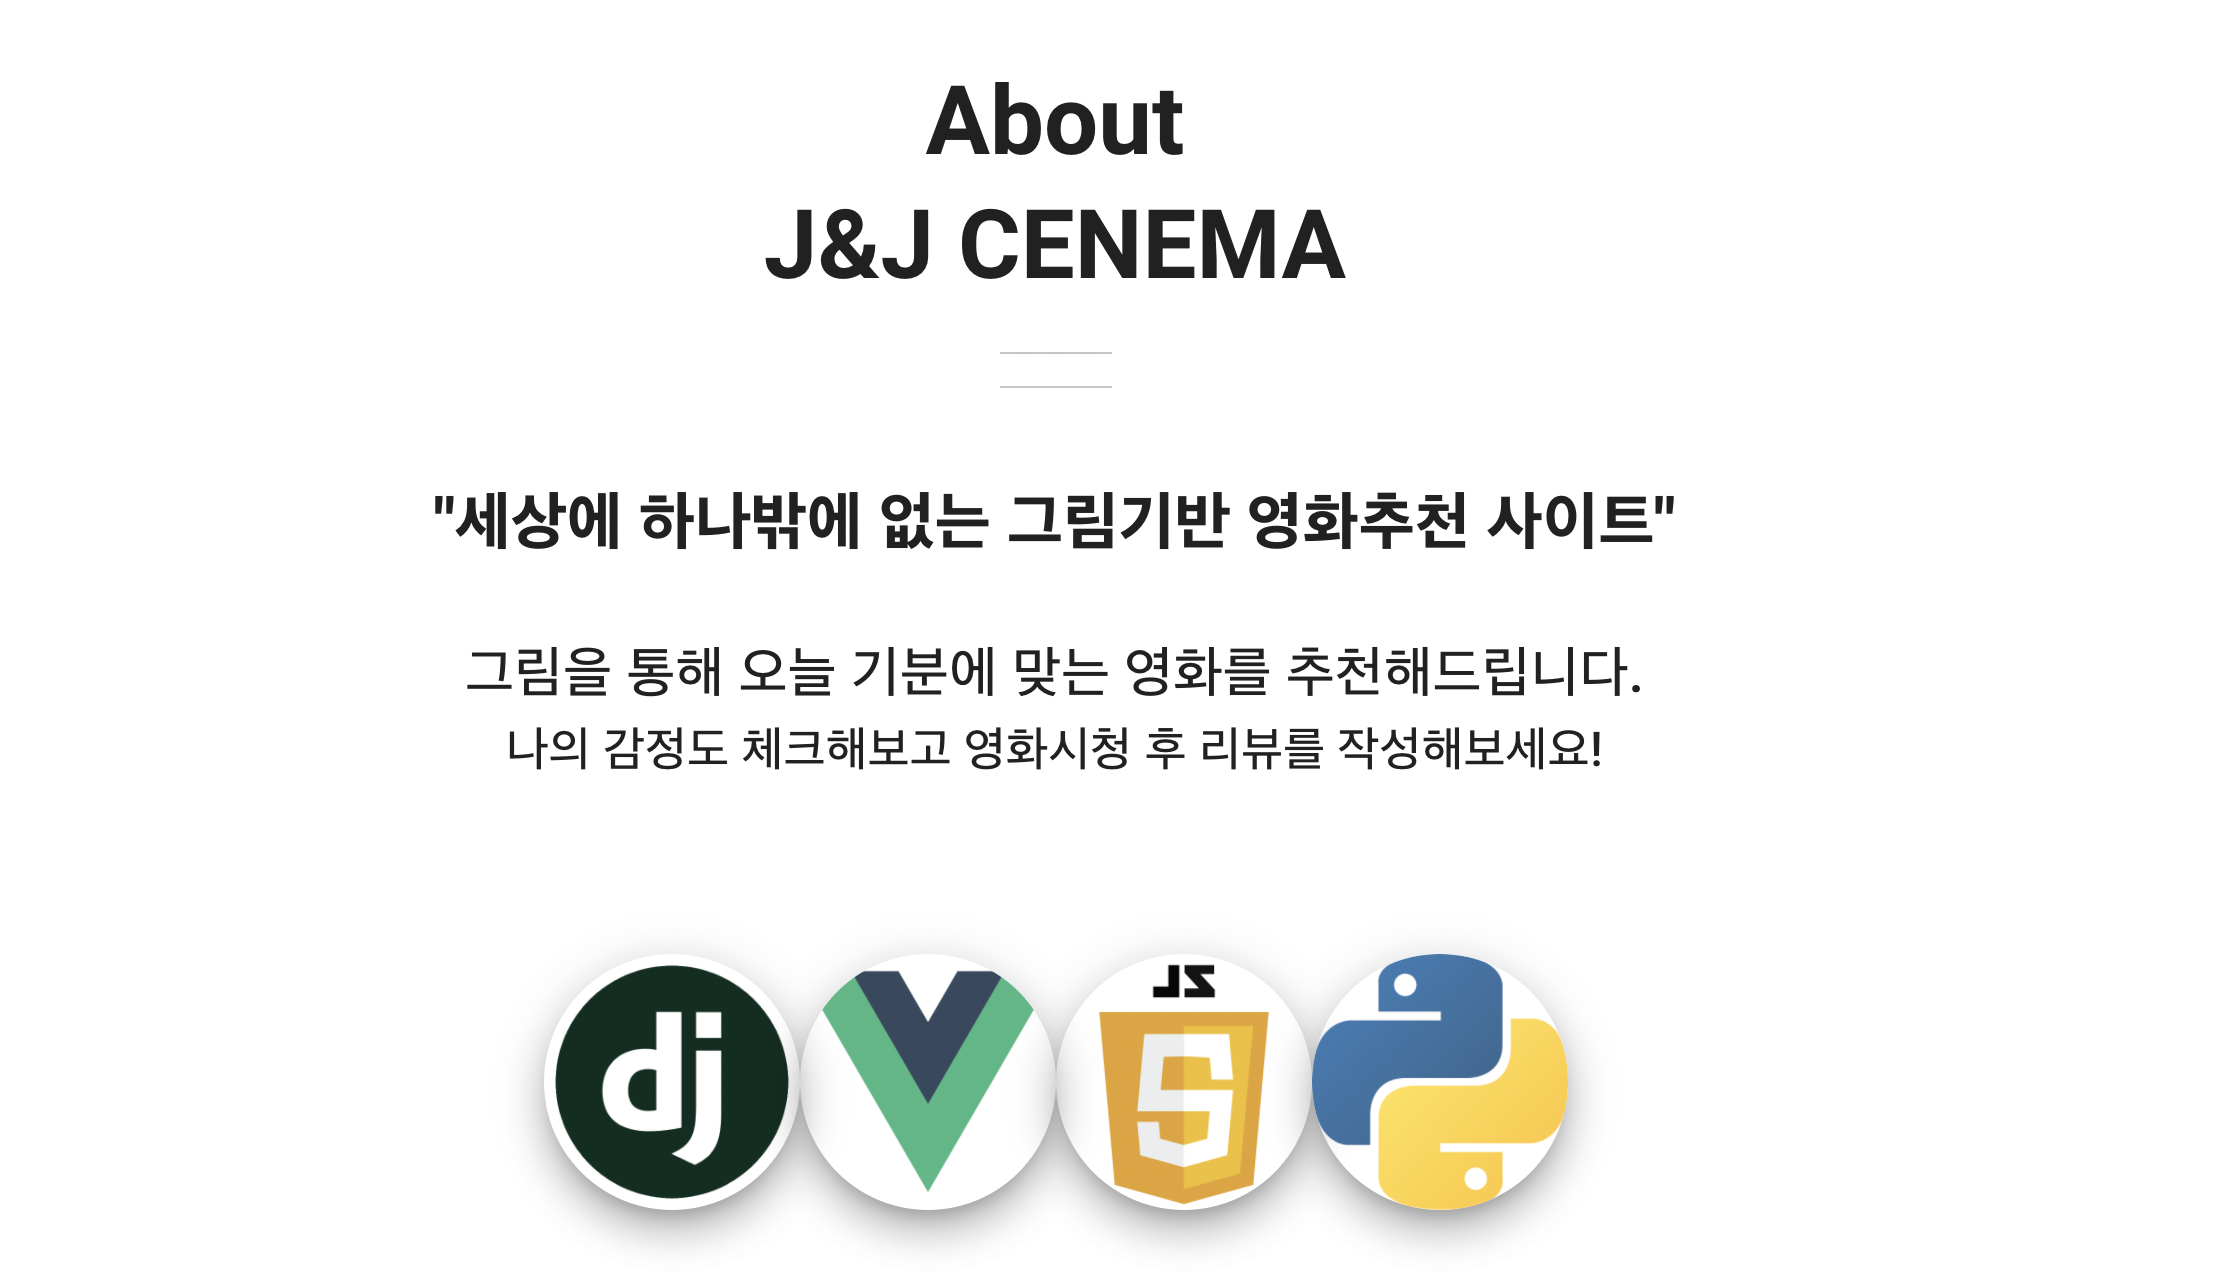 About
J&J CENEMA
"세상에 하나밖에 없는 그림기반 영화추천 사이트"
그림을 통해 오늘 기분에 맞는 영화를 추천해드립니다.
나의 감정도 체크해보고 영화시청 후 리뷰를 작성해보세요!
dj
JS